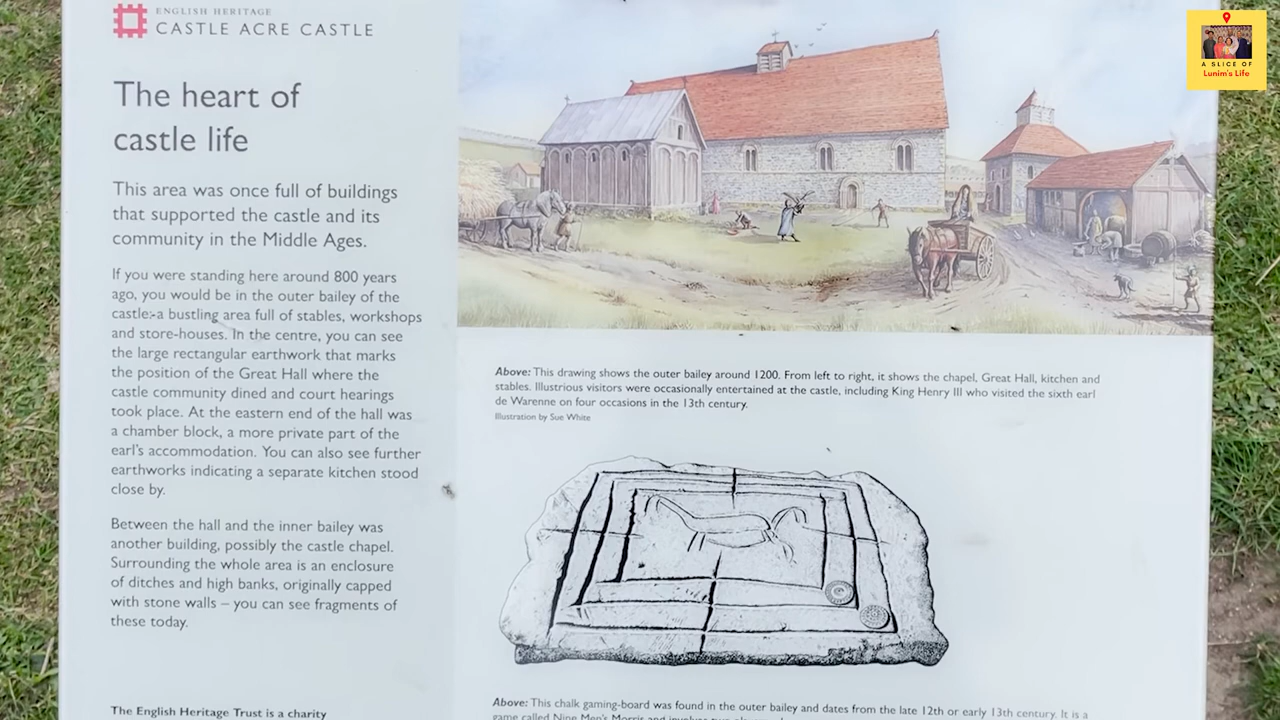 ENGLISH HERITAGE
CASTLE ACRE CASTLE
The heart of
castle life
This area was once full of buildings
that supported the castle and its
community in the Middle Ages.
If you were standing here around 800 years
ago, you would be in the outer bailey of the
castle – a bustling area full of stables, workshops
and store-houses. In the centre, you can see
the large rectangular earthwork that marks
the position of the Great Hall where the
castle community dined and court hearings
took place. At the eastern end of the hall was
a chamber block, a more private part of the
earl's accommodation. You can also see further
earthworks indicating a separate kitchen stood
close by.
Between the hall and the inner bailey was
another building, possibly the castle chapel.
Surrounding the whole area is an enclosure
of ditches and high banks, originally capped
with stone walls – you can see fragments of
these today.
The English Heritage Trust is a charity
Above: This drawing shows the outer bailey around 1200. From left to right, it shows the chapel, Great Hall, kitchen and
stables. Illustrious visitors were occasionally entertained at the castle, including King Henry III who visited the sixth earl
de Warenne on four occasions in the 13th century.
Illustration by Sue White
Above: This chalk gaming-board was found in the outer bailey and dates from the late 12th or early 13th century. It is a
game called Nine Men's Morris and involves two
A SLICE OF
Lunim's Life